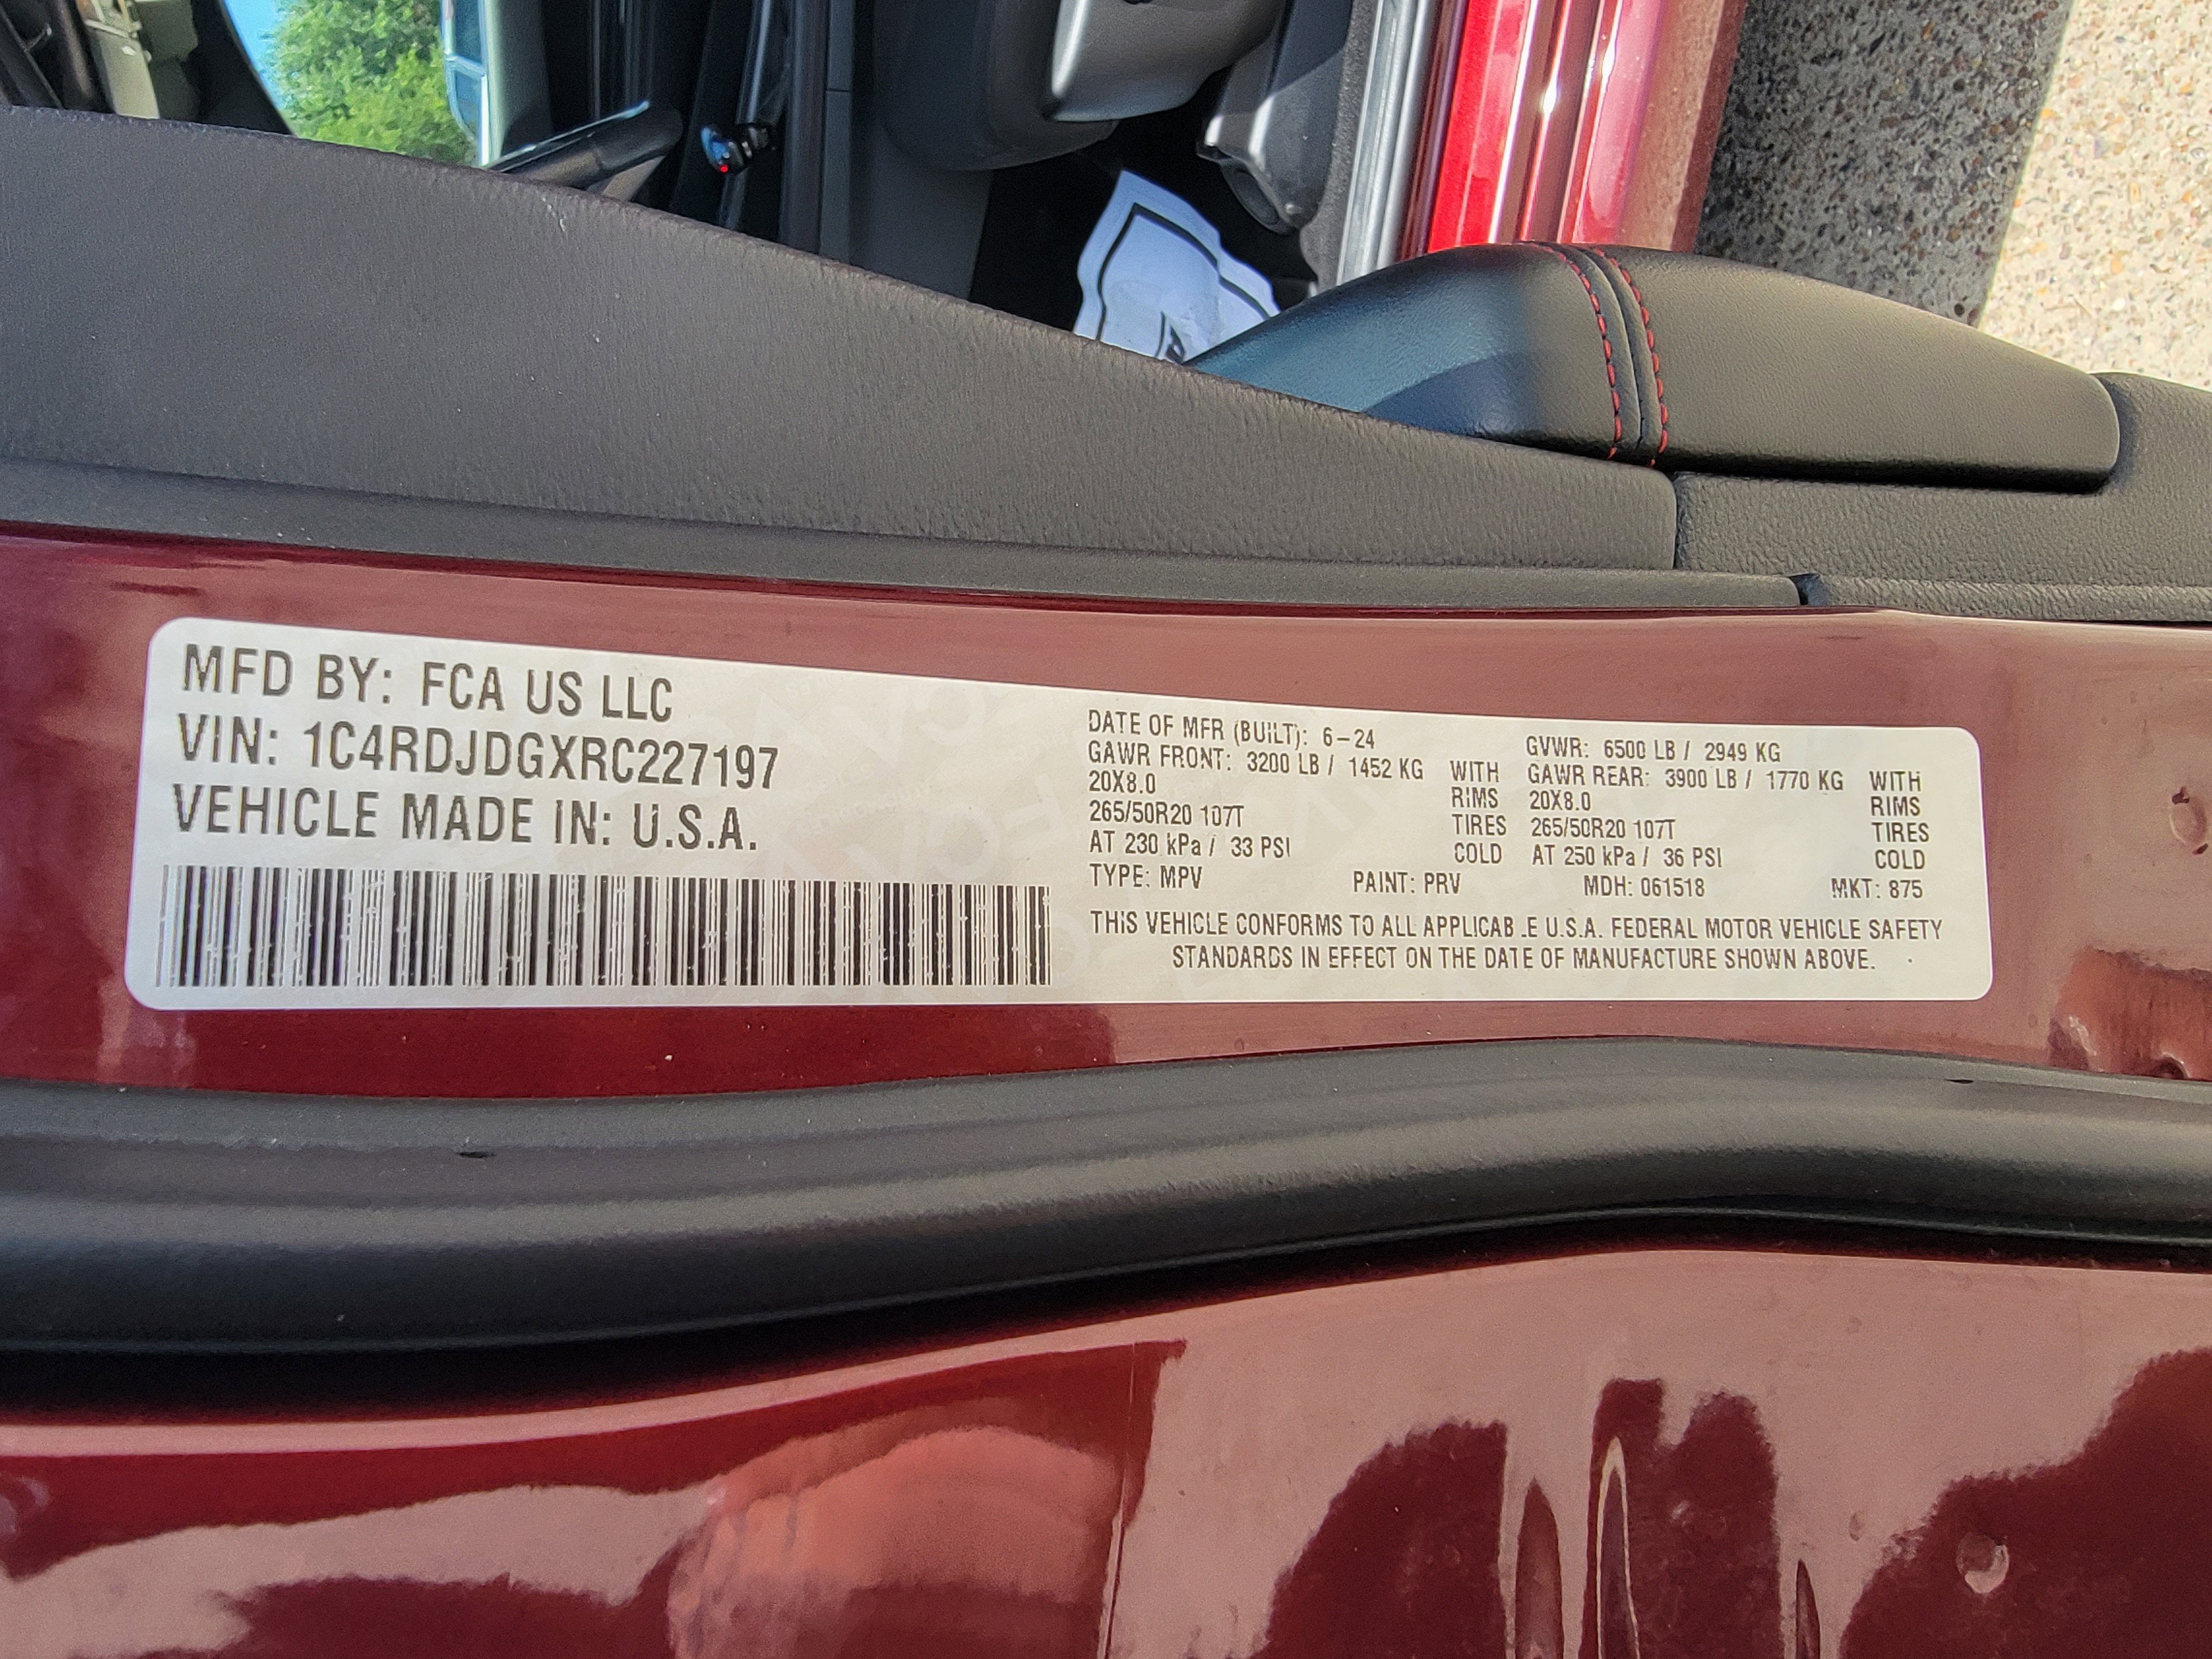 MFD BY: FCA US LLC
VIN: 1C4RDJDGXRC227197
VEHICLE MADE IN: U.S.A.
DATE OF MFR (BUILT): 6-24 GVWR: 6500 LB / 2949 KG
GAWR FRONT: 3200 LB / 1452 KG WITH GAWR REAR: 3900 LB / 1770 KG WITH
20X8.0 RIMS 20X8.0 RIMS
265/50R20 107T TIRES 265/50R20 107T TIRES
AT 230 kPa / 33 PSI COLD AT 250 kPa / 36 PSI COLD
TYPE: MPV PAINT: PRV MDH: 061518 MKT: 875
THIS VEHICLE CONFORMS TO ALL APPLICAB_E U.S.A. FEDERAL MOTOR VEHICLE SAFETY
STANDARDS IN EFFECT ON THE DATE OF MANUFACTURE SHOWN ABOVE.